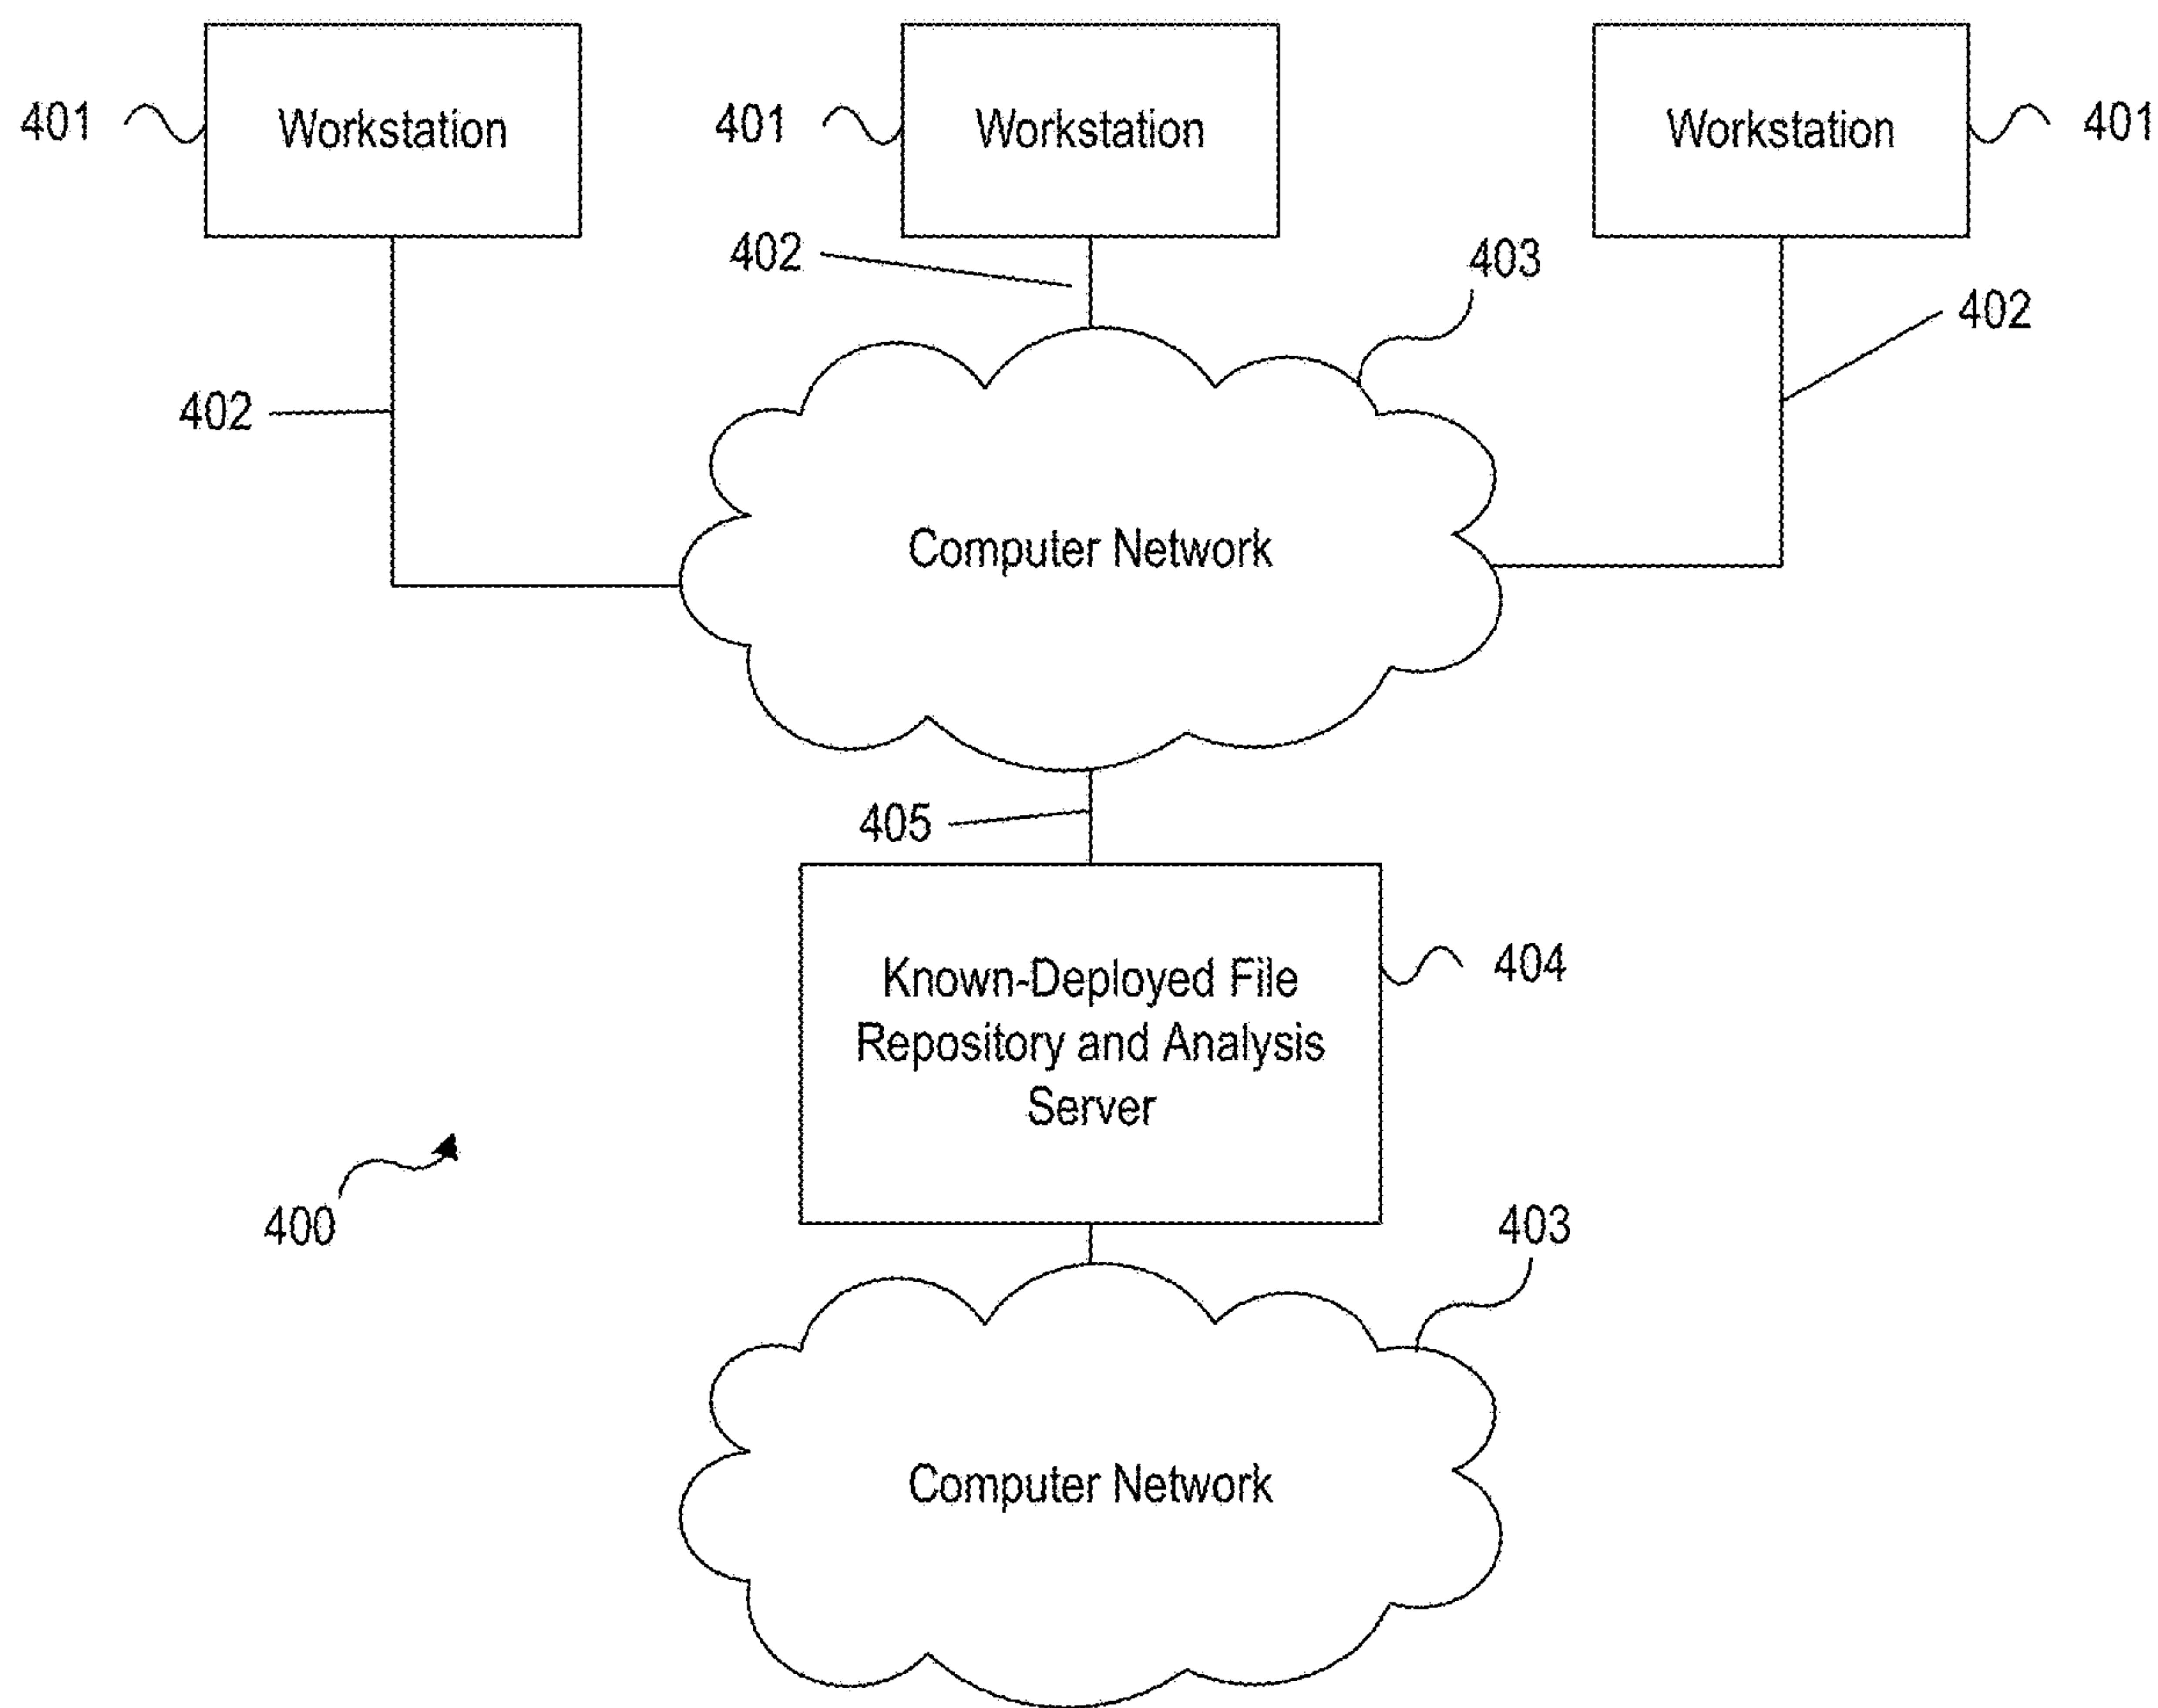 401
Workstation
401
Workstation
Workstation
401
402
403
402
402
Computer Network
405
Known-Deployed File
Repository and Analysis
Server
404
400
403
Computer Network